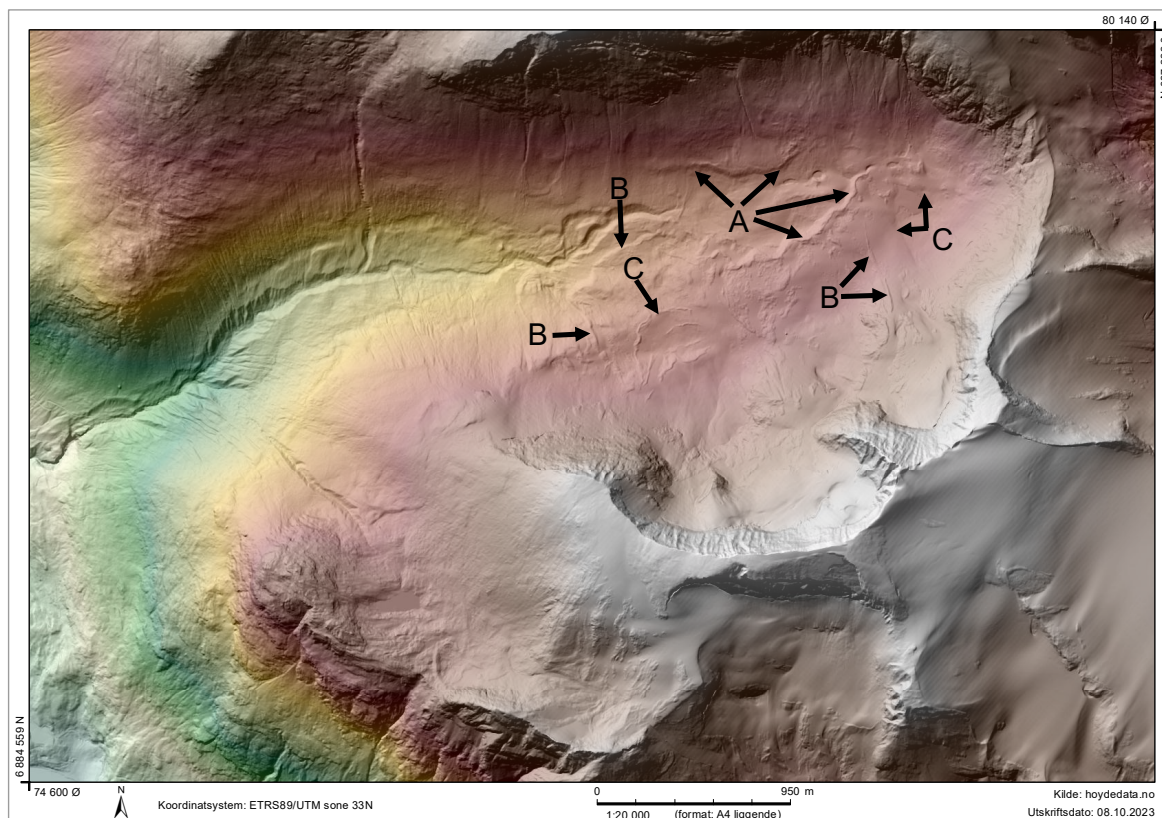 80 140 Ø
B
A
C
C
B
B
6 884 559 N
74 600 Ø
N
Koordinatsystem: ETRS89/UTM sone 33N
0 950 m
1:20 000 (format: A4 liggende)
Kilde: hoydedata.no
Utskriftsdato: 08.10.2023